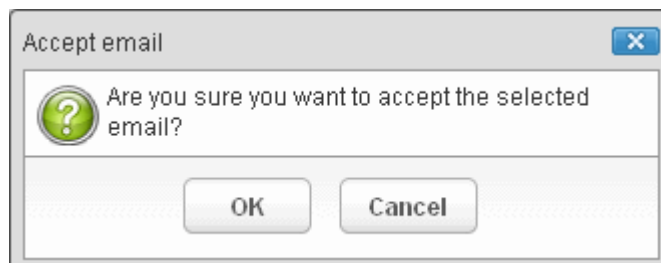 Accept email
Are you sure you want to accept the selected
email?
OK
Cancel